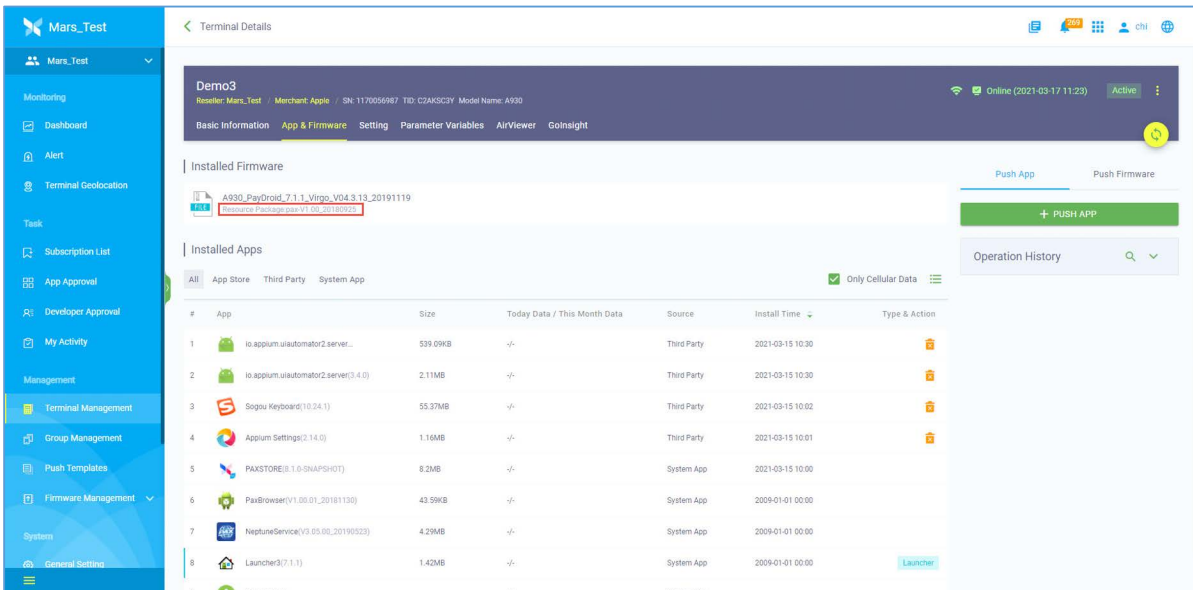 Mars_Test
Terminal Details
269
chi
Mars_Test
Monitoring
Dashboard
Alert
Terminal Geolocation
Task
Subscription List
App Approval
Developer Approval
My Activity
Management
Terminal Management
Group Management
Push Templates
Firmware Management
System
General Setting
Demo3
Reseller: Mars_Test / Merchant: Apple / SN: 1170056987 TID: C2AKSC3Y Model Name: A930
Online (2021-03-17 11:23) Active
Basic Information App & Firmware Setting Parameter Variables AirViewer GoInsight
Installed Firmware
FILE
A930_PayDroid_7.1.1_Virgo_V04.3.13_20191119
Resource Package:pax-V1.00_20180925
Push App Push Firmware
+ PUSH APP
Operation History
Installed Apps
All App Store Third Party System App
Only Cellular Data
# App Size Today Data / This Month Data Source Install Time Type & Action
1 io.appium.uiautomator2.server... 539.09KB -/- Third Party 2021-03-15 10:30
2 io.appium.uiautomator2.server(3.4.0) 2.11MB -/- Third Party 2021-03-15 10:30
3 Sogou Keyboard(10.24.1) 55.37MB -/- Third Party 2021-03-15 10:02
4 Appium Settings(2.14.0) 1.16MB -/- Third Party 2021-03-15 10:01
5 PAXSTORE(8.1.0-SNAPSHOT) 8.2MB -/- System App 2021-03-15 10:00
6 PaxBrowser(V1.00.01_20181130) 43.59KB -/- System App 2009-01-01 00:00
7 NeptuneService(V3.05.00_20190523) 4.29MB -/- System App 2009-01-01 00:00
8 Launcher3(7.1.1) 1.42MB -/- System App 2009-01-01 00:00 Launcher